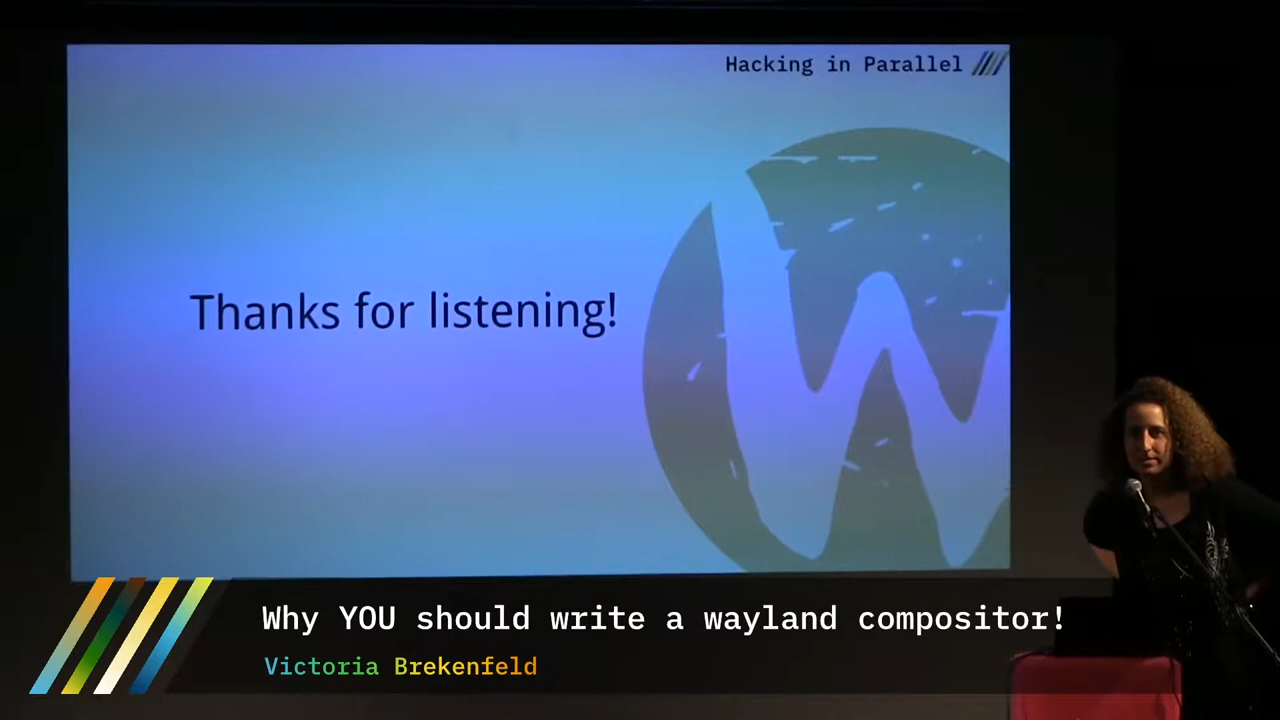 Hacking in Parallel
Thanks for listening!
Why YOU should write a wayland compositor!
Victoria Brekenfeld